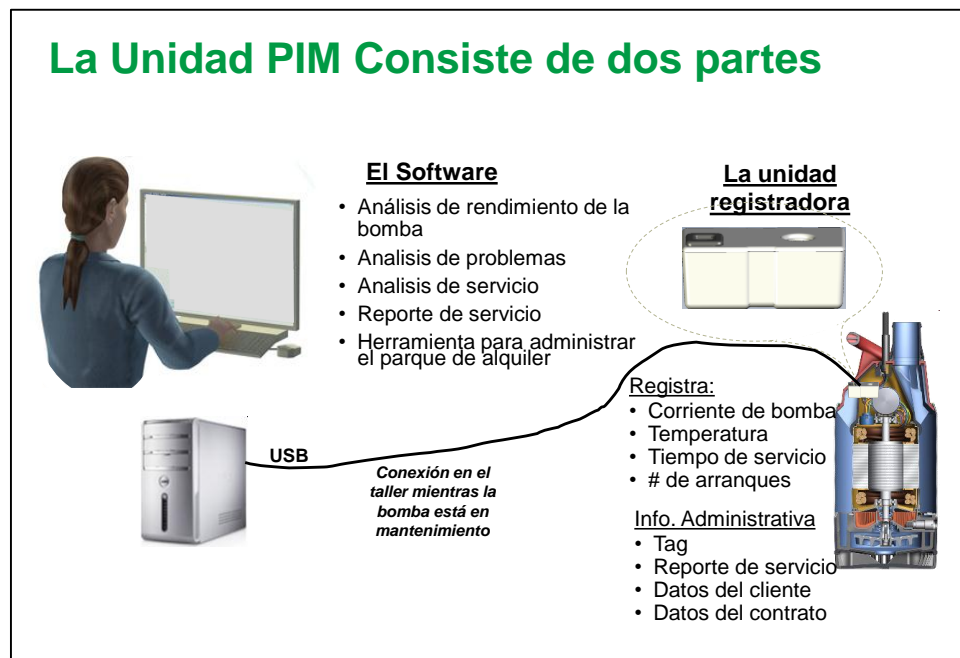 La Unidad PIM Consiste de dos partes
El Software
• Análisis de rendimiento de la
bomba
• Analisis de problemas
• Analisis de servicio
• Reporte de servicio
• Herramienta para administrar
el parque de alquiler
La unidad
registradora
USB
Conexión en el
taller mientras la
bomba está en
mantenimiento
Registra:
• Corriente de bomba
• Temperatura
• Tiempo de servicio
• # de arranques
Info. Administrativa
• Tag
• Reporte de servicio
• Datos del cliente
• Datos del contrato